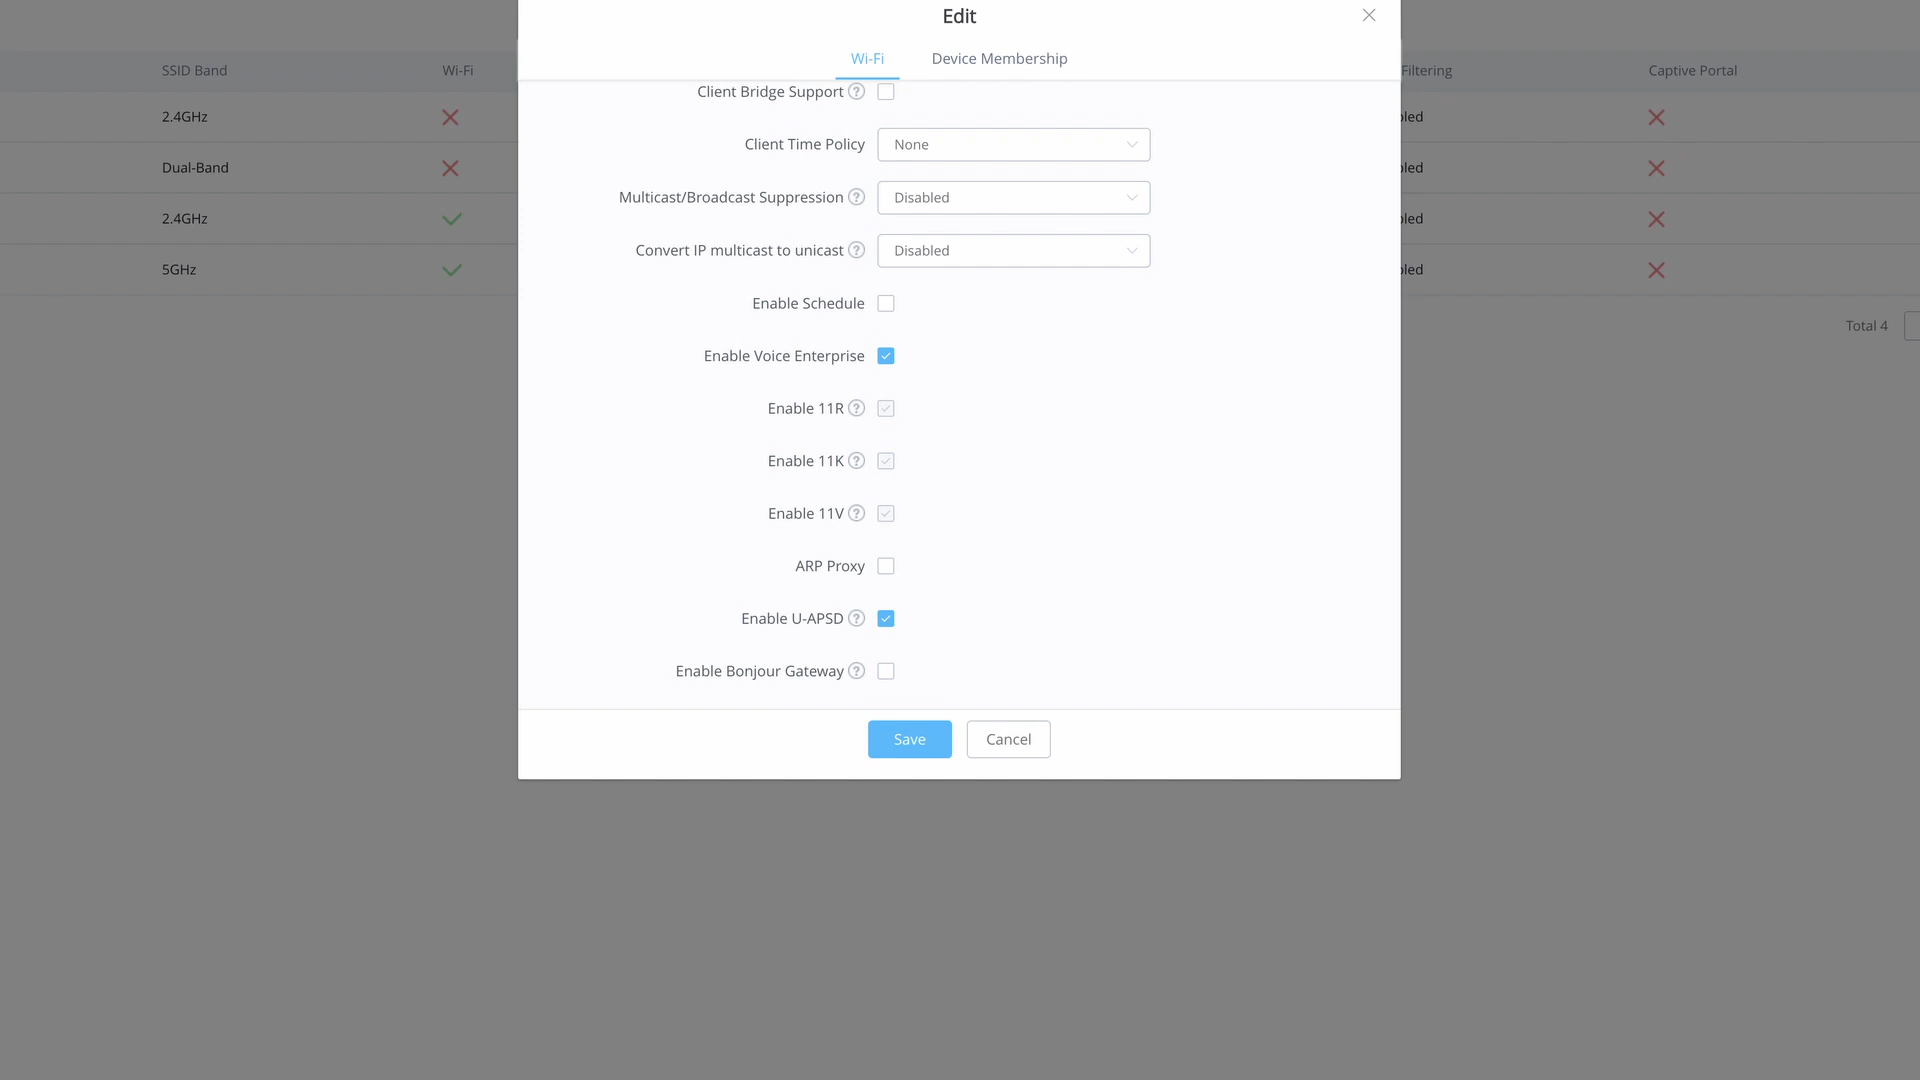 Edit
Wi-Fi Device Membership
SSID Band Wi-Fi Filtering Captive Portal
Client Bridge Support ?
2.4GHz
Client Time Policy None
Dual-Band
Multicast/Broadcast Suppression ? Disabled
2.4GHz
Convert IP multicast to unicast ? Disabled
5GHz
Enable Schedule
Total 4
Enable Voice Enterprise
Enable 11R ?
Enable 11K ?
Enable 11V ?
ARP Proxy
Enable U-APSD ?
Enable Bonjour Gateway ?
Save Cancel